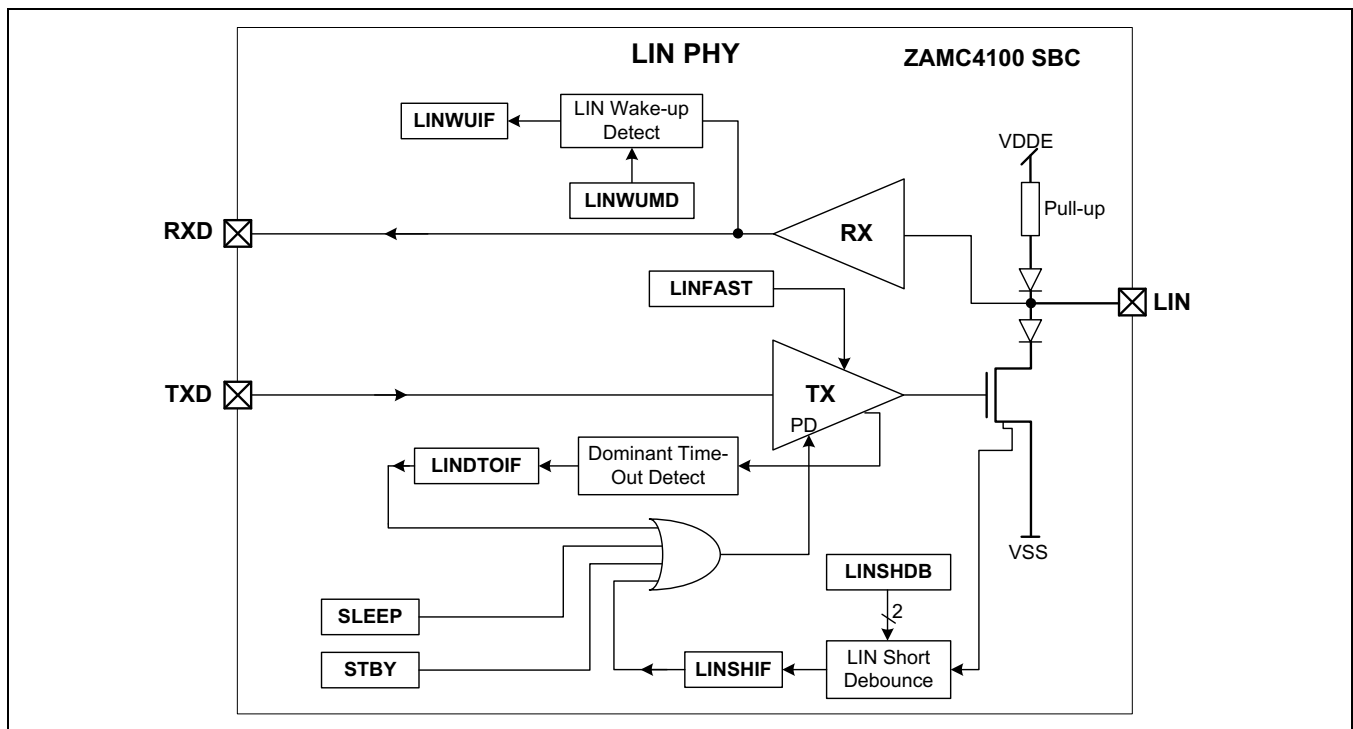 LIN PHY
ZAMC4100 SBC
LINWUIF
LIN Wake-up
Detect
LINWUMD
VDDE
Pull-up
RXD
RX
LINFAST
LIN
TXD
TX
PD
LINDTOIF
Dominant Time-
Out Detect
VSS
LINSHDB
2
SLEEP
STBY
LINSHIF
LIN Short
Debounce